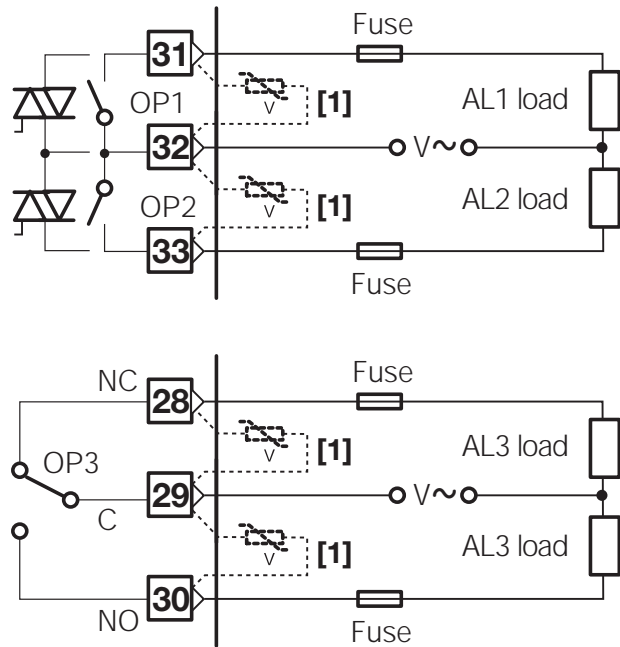 Fuse
31
V
[1]
AL1 load
OP1
32
V~
V
[1]
AL2 load
OP2
33
Fuse
Fuse
NC
28
V
[1]
AL3 load
OP3
29
V~
C
V
[1]
AL3 load
30
NO
Fuse